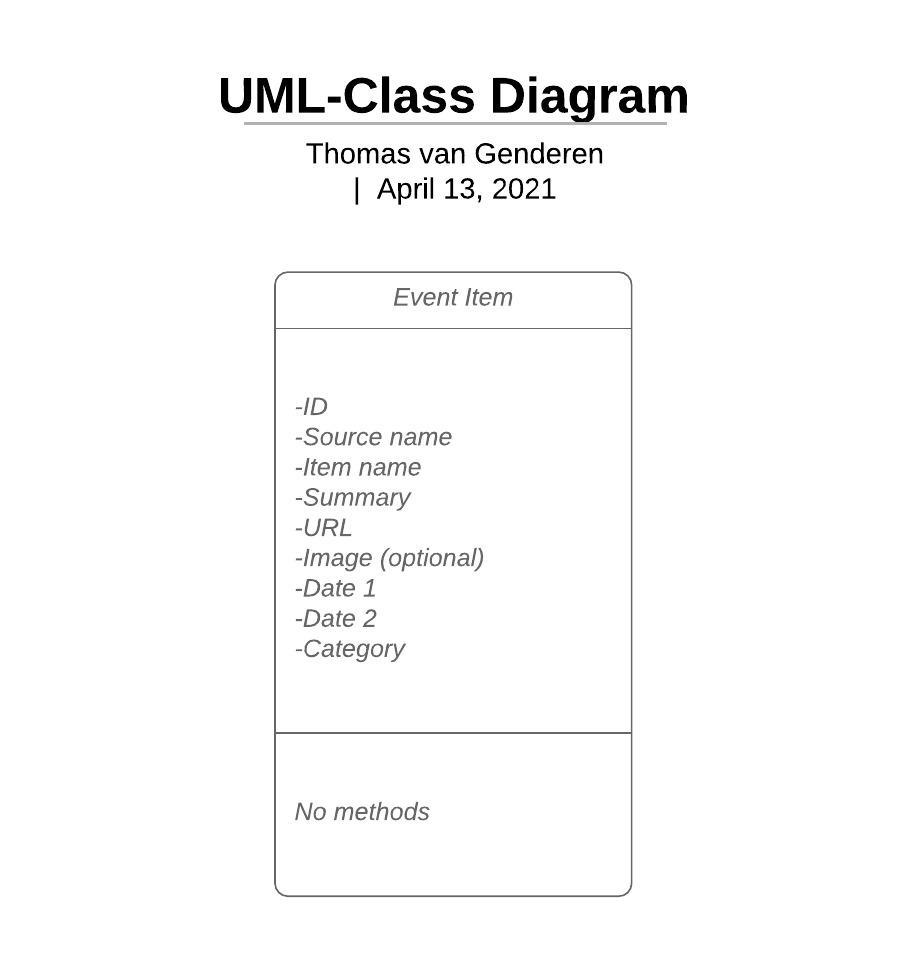 UML-Class Diagram
Thomas van Genderen
| April 13, 2021
Event Item
-ID
-Source name
-Item name
-Summary
-URL
-Image (optional)
-Date 1
-Date 2
-Category
No methods